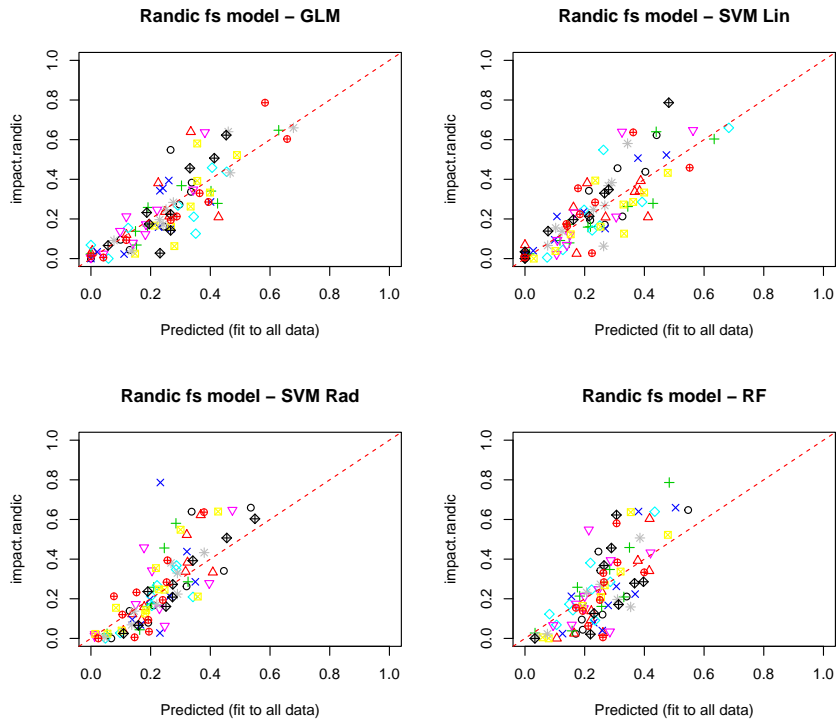 Randic fs model − GLM
1.0
0.8
0.6
0.4
0.2
0.0
impact.randic
0.0 0.2 0.4 0.6 0.8 1.0
Predicted (fit to all data)
Randic fs model − SVM Lin
1.0
0.8
0.6
0.4
0.2
0.0
impact.randic
0.0 0.2 0.4 0.6 0.8 1.0
Predicted (fit to all data)
Randic fs model − SVM Rad
1.0
0.8
0.6
0.4
0.2
0.0
impact.randic
0.0 0.2 0.4 0.6 0.8 1.0
Predicted (fit to all data)
Randic fs model − RF
1.0
0.8
0.6
0.4
0.2
0.0
impact.randic
0.0 0.2 0.4 0.6 0.8 1.0
Predicted (fit to all data)